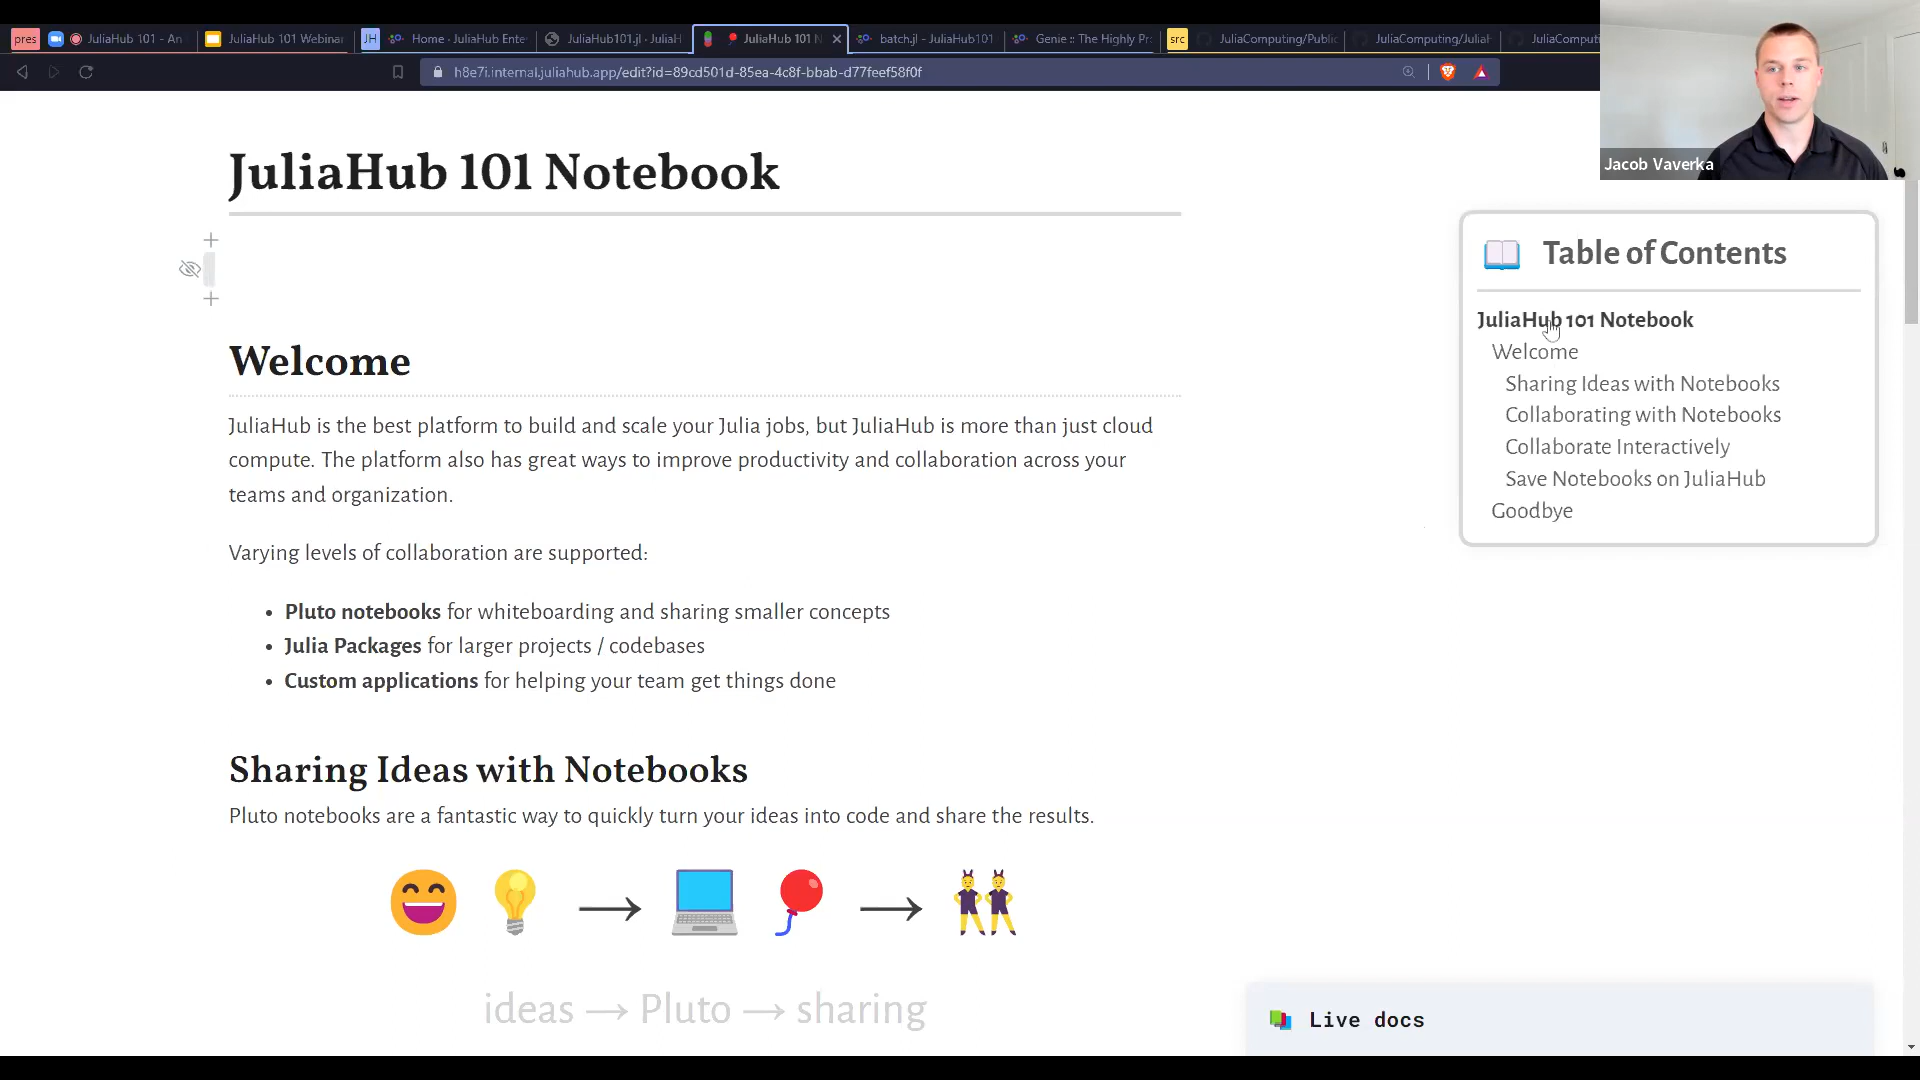 pres
JuliaHub 101 - An
JuliaHub 101 Webinar
JH
Home · JuliaHub Ente
JuliaHub101.jl · JuliaH
JuliaHub 101 N
batch.jl - JuliaHub101
Genie :: The Highly Pr
src
JuliaComputing/Public
JuliaComputing/JuliaH
JuliaComputi
h8e7i.internal.juliahub.app/edit?id=89cd501d-85ea-4c8f-bbab-d77feef58f0f
Jacob Vaverka
JuliaHub 101 Notebook
Welcome
JuliaHub is the best platform to build and scale your Julia jobs, but JuliaHub is more than just cloud
compute. The platform also has great ways to improve productivity and collaboration across your
teams and organization.
Varying levels of collaboration are supported:
• Pluto notebooks for whiteboarding and sharing smaller concepts
• Julia Packages for larger projects / codebases
• Custom applications for helping your team get things done
Sharing Ideas with Notebooks
Pluto notebooks are a fantastic way to quickly turn your ideas into code and share the results.
ideas → Pluto → sharing
Table of Contents
JuliaHub 101 Notebook
Welcome
Sharing Ideas with Notebooks
Collaborating with Notebooks
Collaborate Interactively
Save Notebooks on JuliaHub
Goodbye
Live docs